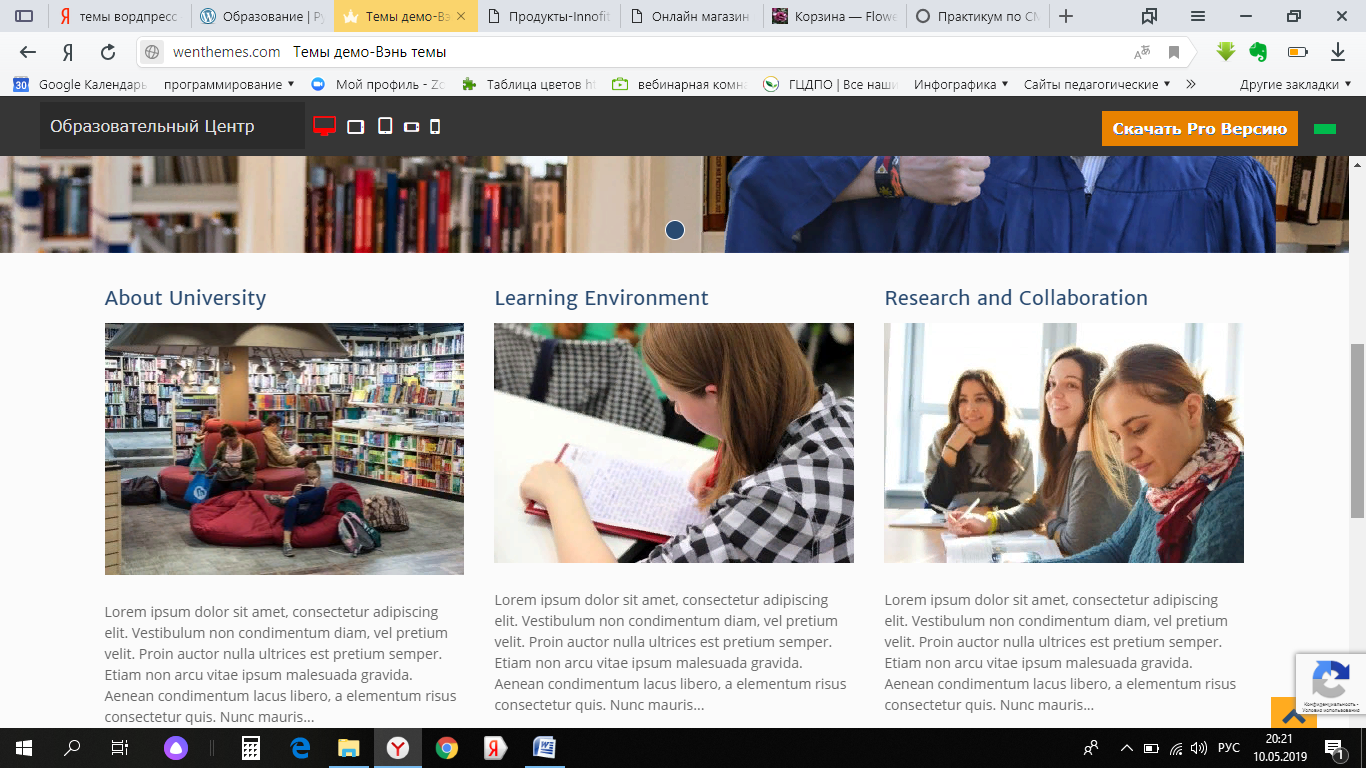 темы вордпресс
Образование | Ру
Темы демо-Вэ
Продукты-Innofit
Онлайн магазин
Корзина — Flowe
Практикум по CM
wenthemes.com Темы демо-Вэнь темы
30 Google Календарь
программирование
Мой профиль - Zo
Таблица цветов ht
вебинарная комна
ГЦДПО | Все наши
Инфографика
Сайты педагогические
Другие закладки
Образовательный Центр
Скачать Pro Версию
About University
Lorem ipsum dolor sit amet, consectetur adipiscing
elit. Vestibulum non condimentum diam, vel pretium
velit. Proin auctor nulla ultrices est pretium semper.
Etiam non arcu vitae ipsum malesuada gravida.
Aenean condimentum lacus libero, a elementum risus
consectetur quis. Nunc mauris...
Learning Environment
Lorem ipsum dolor sit amet, consectetur adipiscing
elit. Vestibulum non condimentum diam, vel pretium
velit. Proin auctor nulla ultrices est pretium semper.
Etiam non arcu vitae ipsum malesuada gravida.
Aenean condimentum lacus libero, a elementum risus
consectetur quis. Nunc mauris...
Research and Collaboration
Lorem ipsum dolor sit amet, consectetur adipiscing
elit. Vestibulum non condimentum diam, vel pretium
velit. Proin auctor nulla ultrices est pretium semper.
Etiam non arcu vitae ipsum malesuada gravida.
Aenean condimentum lacus libero, a elementum risus
consectetur quis. Nunc mauris...
Конфиденциальность -
Условия использования
РУС
20:21
10.05.2019
1